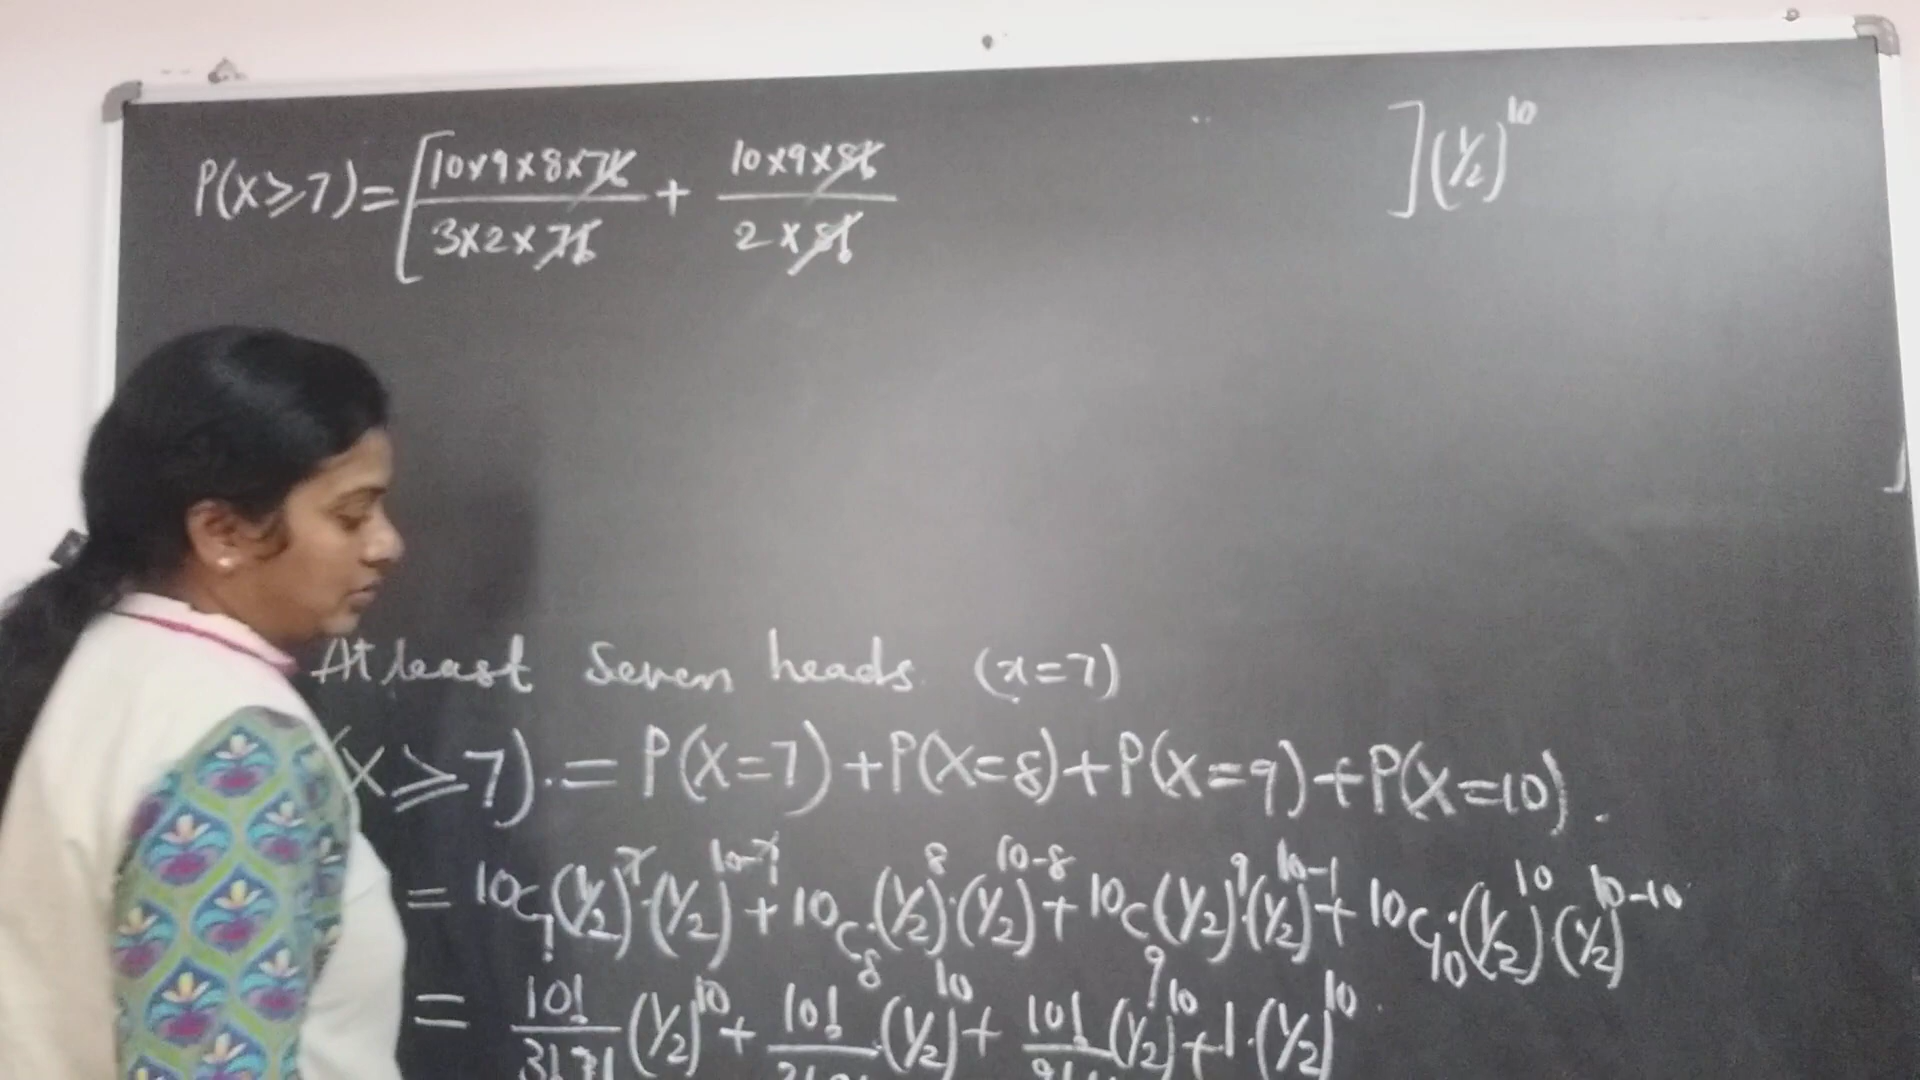 P(X≥7)=[10×9×8×7!/3×2×7! + 10×9×8!/2×8! ](1/2)^10
At least Seven heads (x=7)
(X≥7).=P(X=7)+P(X=8)+P(X=9)+P(X=10).
=10C7(1/2)^7.(1/2)^10-7+10C8.(1/2)^8.(1/2)^10-8+10C9(1/2)^9.(1/2)^10-1+10C10.(1/2)^10(1/2)^10-10
=10!/3!7!(1/2)^10+10!/(1/2)^10+10!/9!(1/2)^10+1.(1/2)^10.